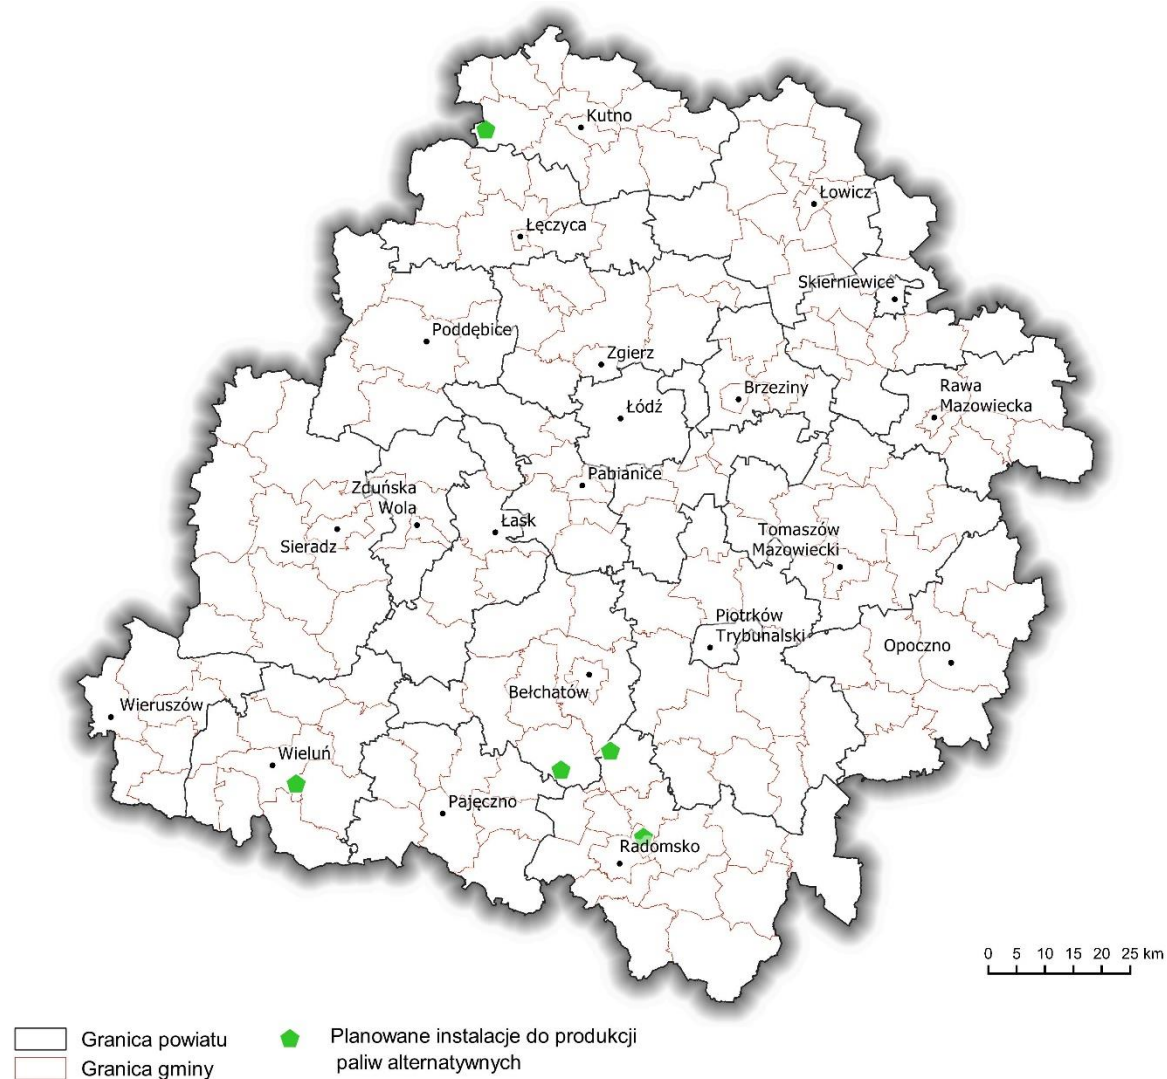 Kutno
Łowicz
Łęczyca
Skierniewice
Poddębice
Zgierz
Brzeziny
Rawa
Mazowiecka
Łódź
Pabianice
Zduńska
Wola
Łask
Sieradz
Tomaszów
Mazowiecki
Piotrków
Trybunalski
Opoczno
Bełchatów
Wieruszów
Wieluń
Pajęczno
Radomsko
0 5 10 15 20 25 km
Granica powiatu
Granica gminy
Planowane instalacje do produkcji
paliw alternatywnych